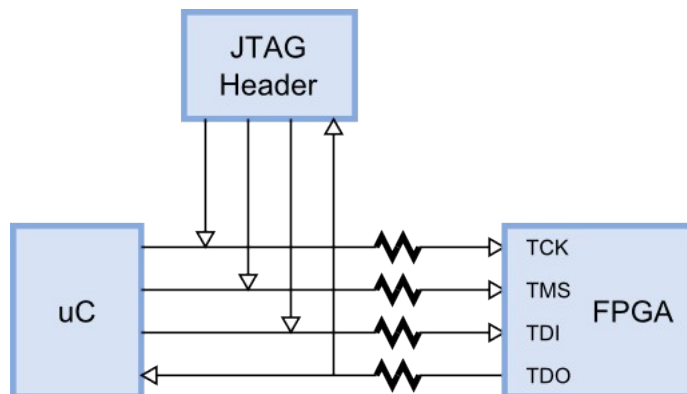 JTAG
Header
uC
TCK
TMS
TDI
TDO
FPGA